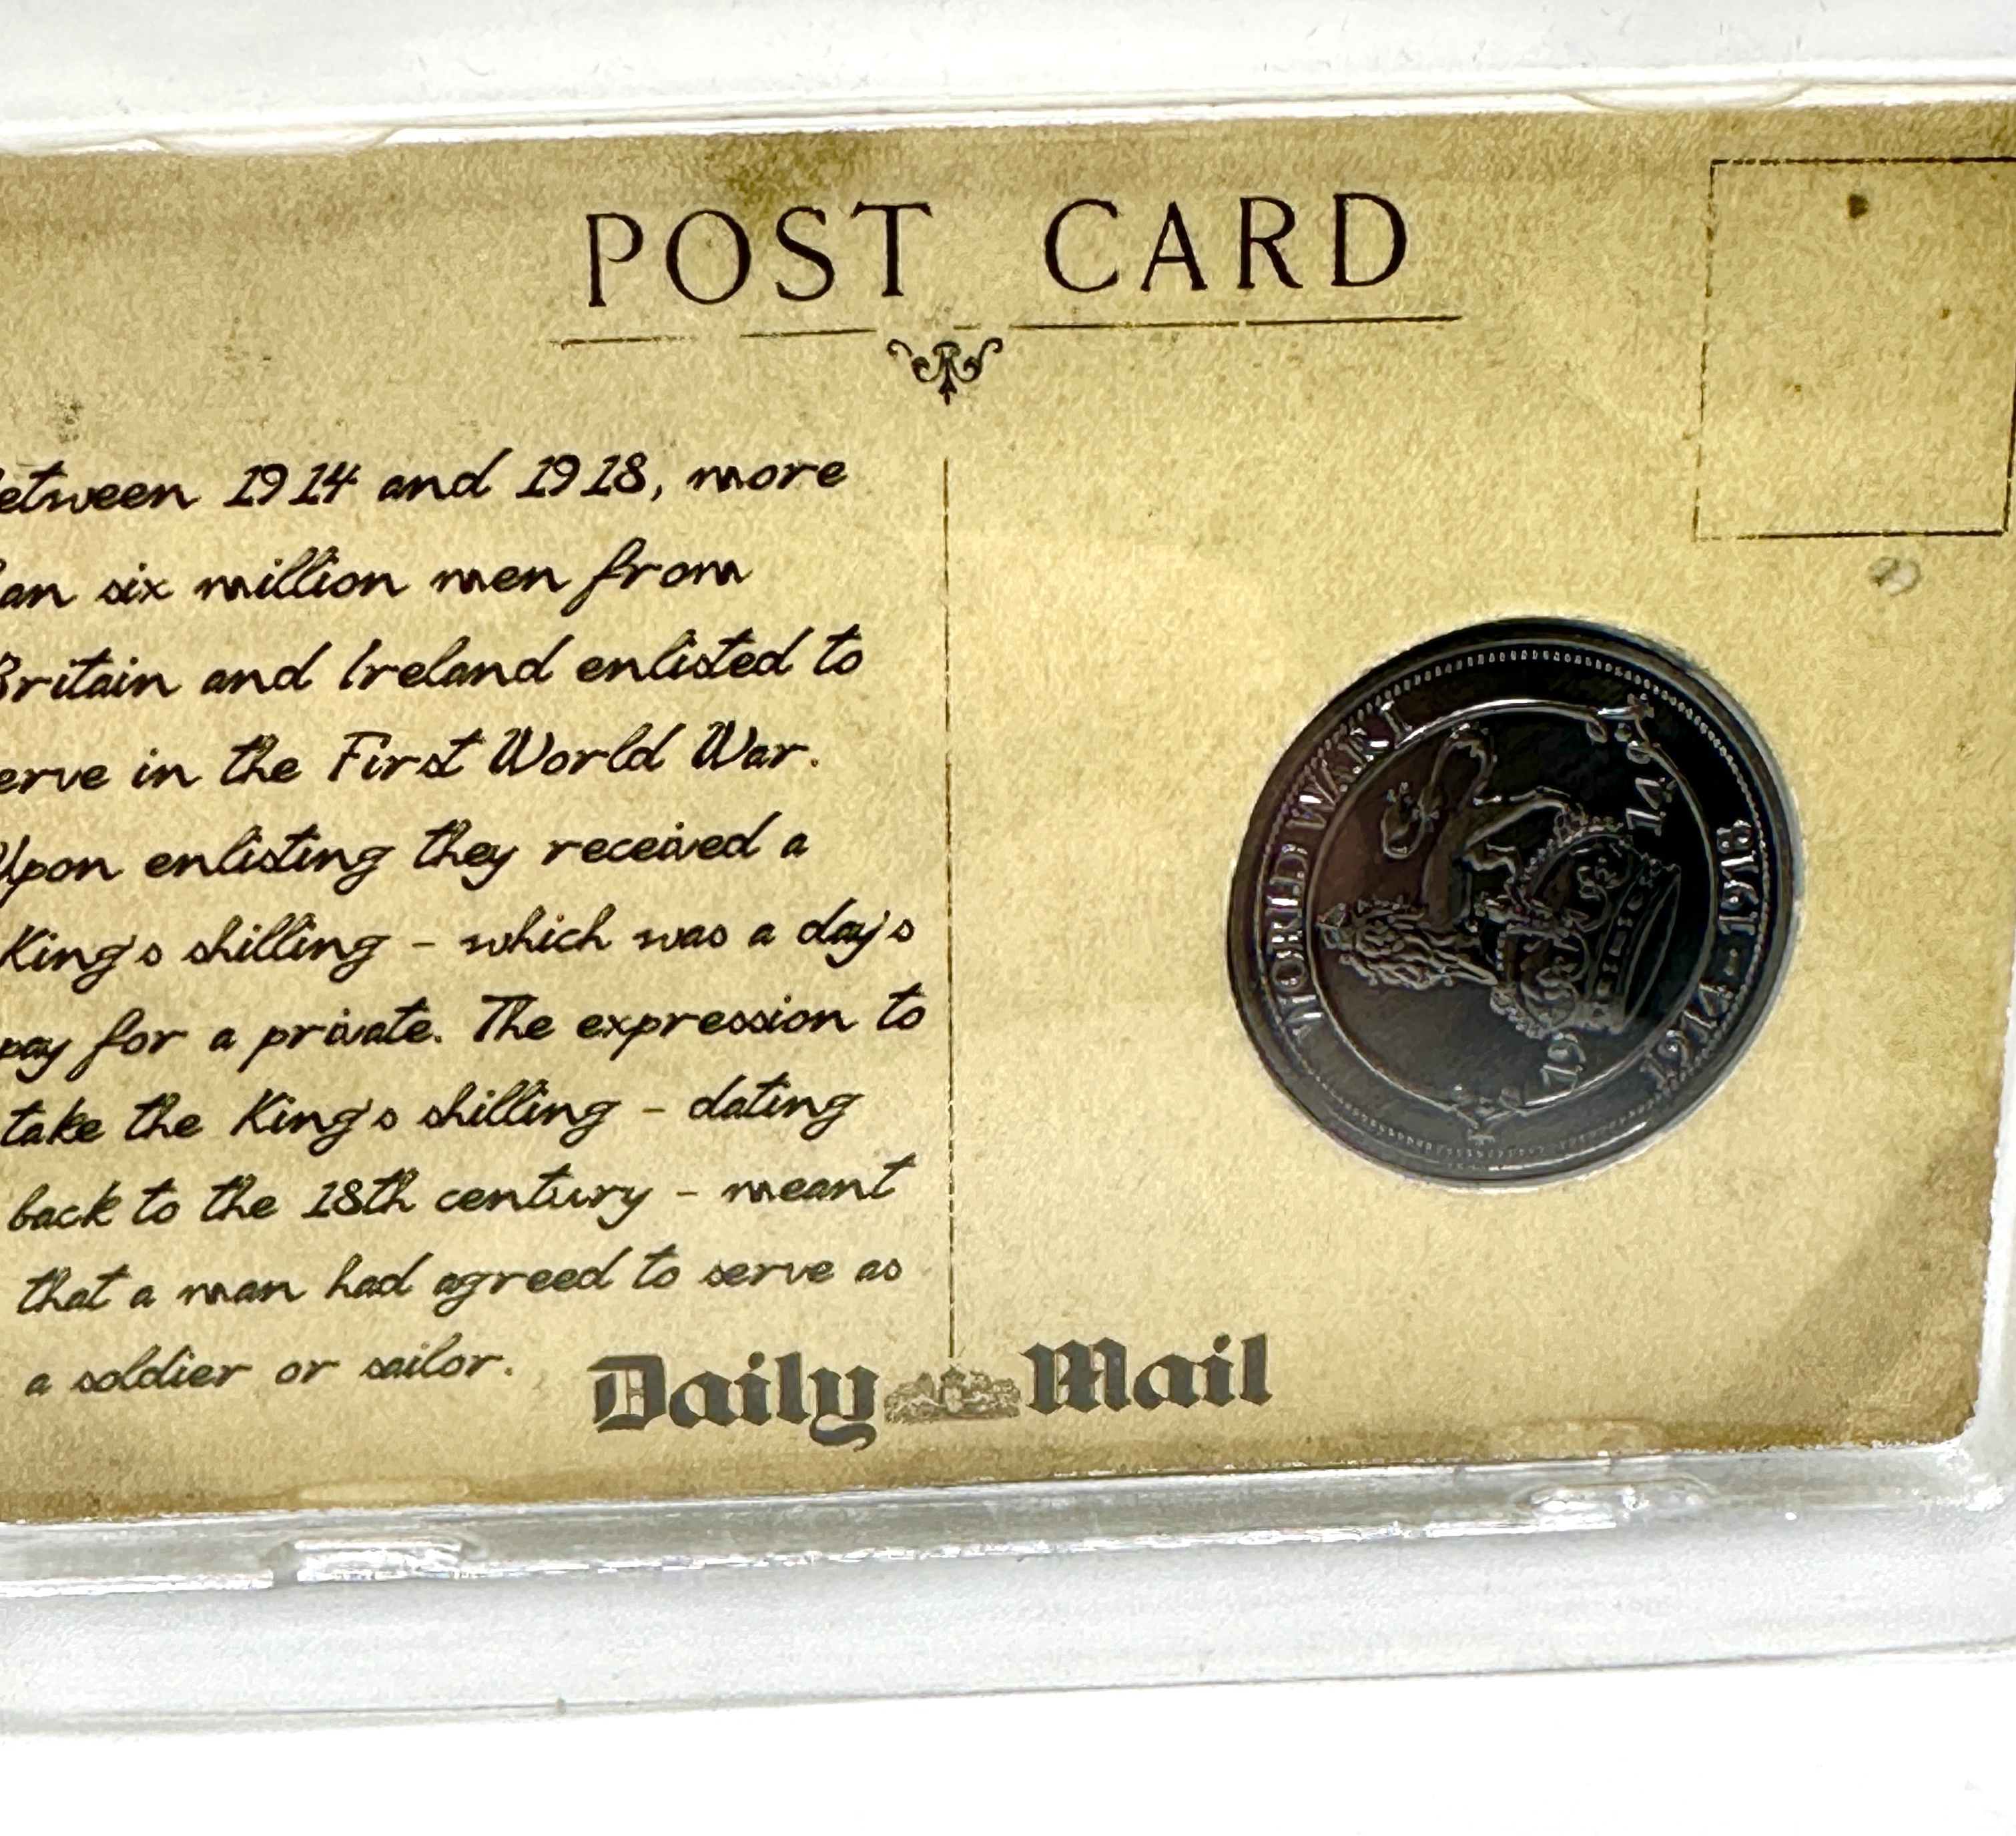 POST CARD
etween 1914 and 1918, more
an six million men from
Britain and Ireland enlisted to
erve in the First World War.
Upon enlisting they received a
King's shilling - which was a day's
pay for a private. The expression to
take the King's shilling - dating
back to the 18th century - meant
that a man had agreed to serve as
a soldier or sailor.
Daily Mail
WORLD WAR I
19 14
1914-1918